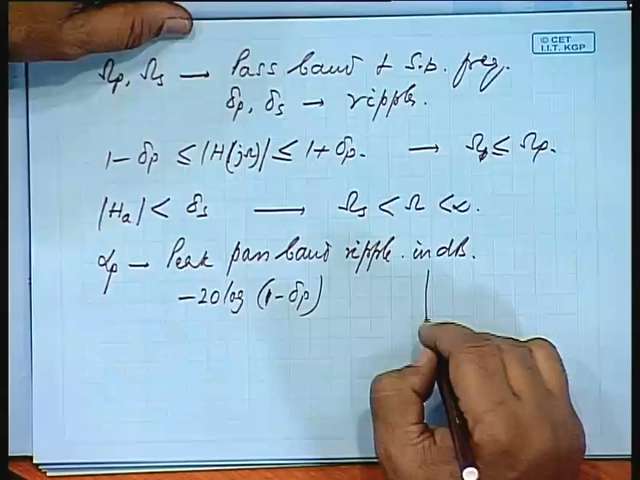 © CET
I.I.T. KGP
Ωp, Ωs → Pass band + S.b. freq.
δp, δs → ripples.
1 - δp ≤ |H(jΩ)| ≤ 1 + δp. → Ω ≤ Ωp.
|Ha| < δs → Ωs < Ω < ∞.
αp → Peak pass band ripple. in dB.
-20 log (1 - δp)